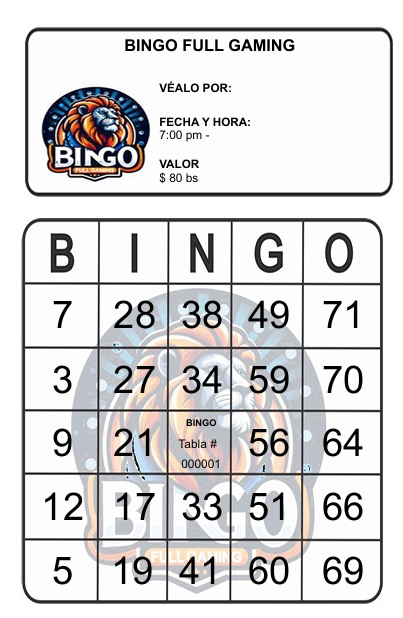 BINGO FULL GAMING
VÉALO POR:
FECHA Y HORA:
7:00 pm -
VALOR
$ 80 bs
BINGO
FULL GAMING
B I N G O
7 28 38 49 71
3 27 34 59 70
BINGO
9 21 Tabla # 56 64
000001
12 17 33 51 66
BINGO
FULL GAMING
5 19 41 60 69